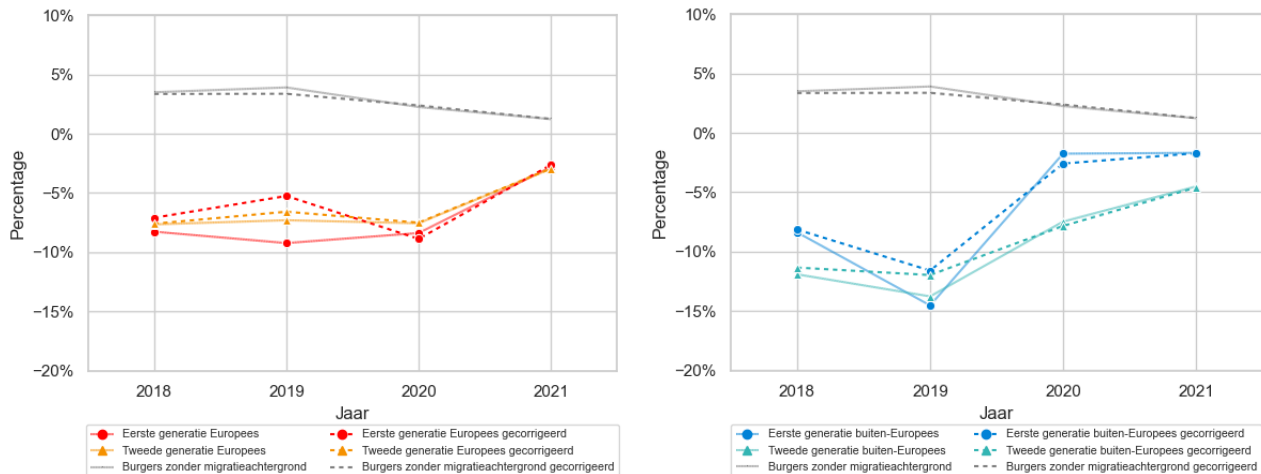 10%
5%
0%
−5%
−10%
−15%
−20%
Percentage
2018 2019 2020 2021
Jaar
Eerste generatie Europees
Tweede generatie Europees
Burgers zonder migratieachtergrond
Eerste generatie Europees gecorrigeerd
Tweede generatie Europees gecorrigeerd
Burgers zonder migratieachtergrond gecorrigeerd
10%
5%
0%
−5%
−10%
−15%
−20%
Percentage
2018 2019 2020 2021
Jaar
Eerste generatie buiten-Europees
Tweede generatie buiten-Europees
Burgers zonder migratieachtergrond
Eerste generatie buiten-Europees gecorrigeerd
Tweede generatie buiten-Europees gecorrigeerd
Burgers zonder migratieachtergrond gecorrigeerd